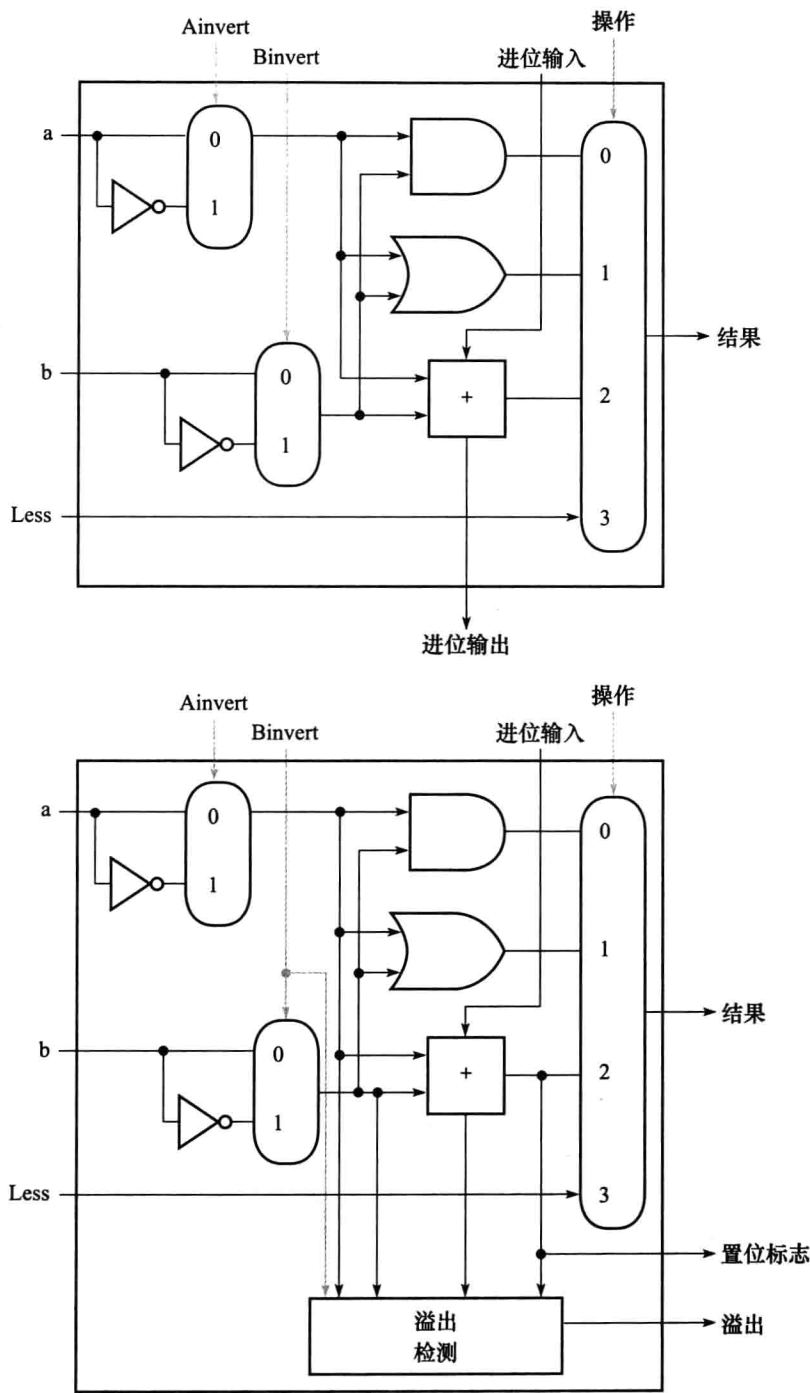 Ainvert
操作
Binvert
进位输入
a
0
1
0
1
b
0
1
+
2
结果
Less
3
进位输出
Ainvert
操作
Binvert
进位输入
a
0
1
0
1
结果
b
0
1
+
2
Less
3
置位标志
溢出
检测
溢出